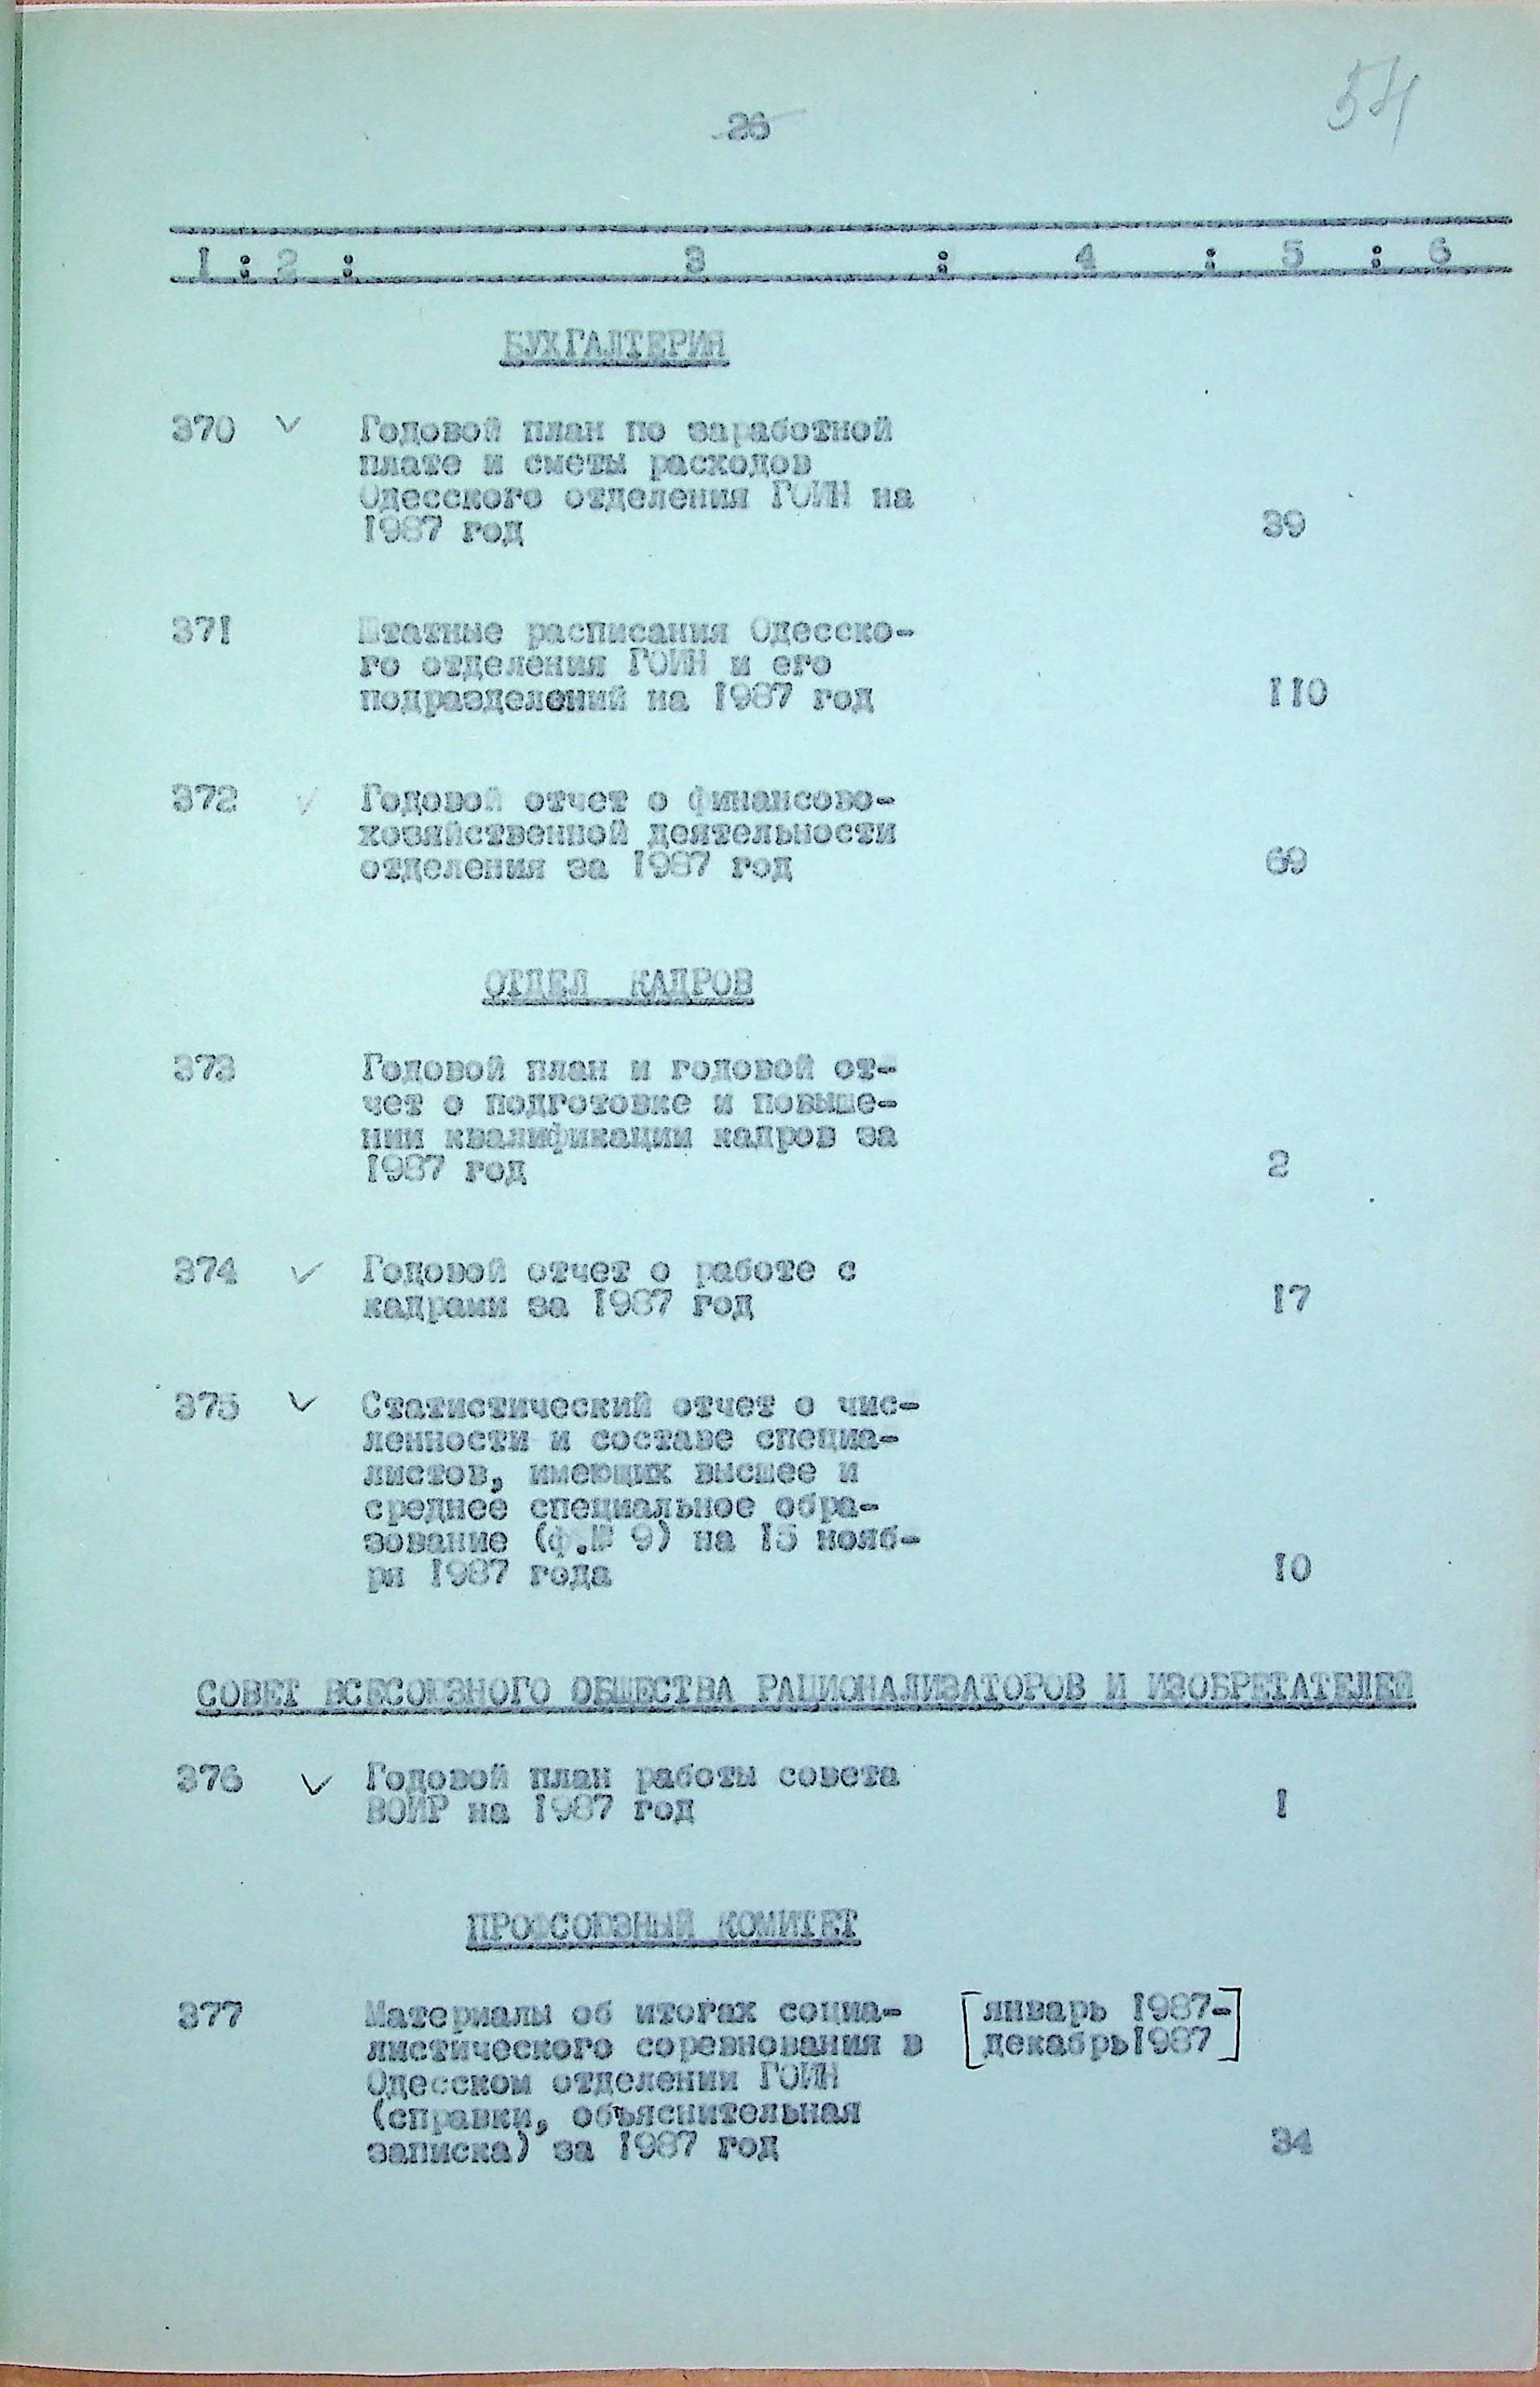 54
26
1 : 2 : 3 : 4 : 5 : 6
БУХГАЛТЕРИЯ
370 ✓ Годовой план по заработной
плате и сметы расходов
Одесского отделения ГОИН на
1987 год 39
371 Штатные расписания Одесско-
го отделения ГОИН и его
подразделений на 1987 год 110
372 ✓ Годовой отчет о финансово-
хозяйственной деятельности
отделения за 1987 год 69
ОТДЕЛ КАДРОВ
373 Годовой план и годовой от-
чет о подготовке и повыше-
нии квалификации кадров за
1987 год 2
374 ✓ Годовой отчет о работе с
кадрами за 1987 год 17
375 ✓ Статистический отчет о чис-
ленности и составе специа-
листов, имеющих высшее и
среднее специальное обра-
зование (ф.№ 9) на 15 нояб-
ря 1987 года 10
СОВЕТ ВСЕСОЮЗНОГО ОБЩЕСТВА РАЦИОНАЛИЗАТОРОВ И ИЗОБРЕТАТЕЛЕЙ
376 ✓ Годовой план работы совета
ВОИР на 1987 год 1
ПРОФСОЮЗНЫЙ КОМИТЕТ
377 Материалы об итогах социа- [январь 1987-
листического соревнования в декабрь1987]
Одесском отделении ГОИН
(справки, объяснительная
записка) за 1987 год 34